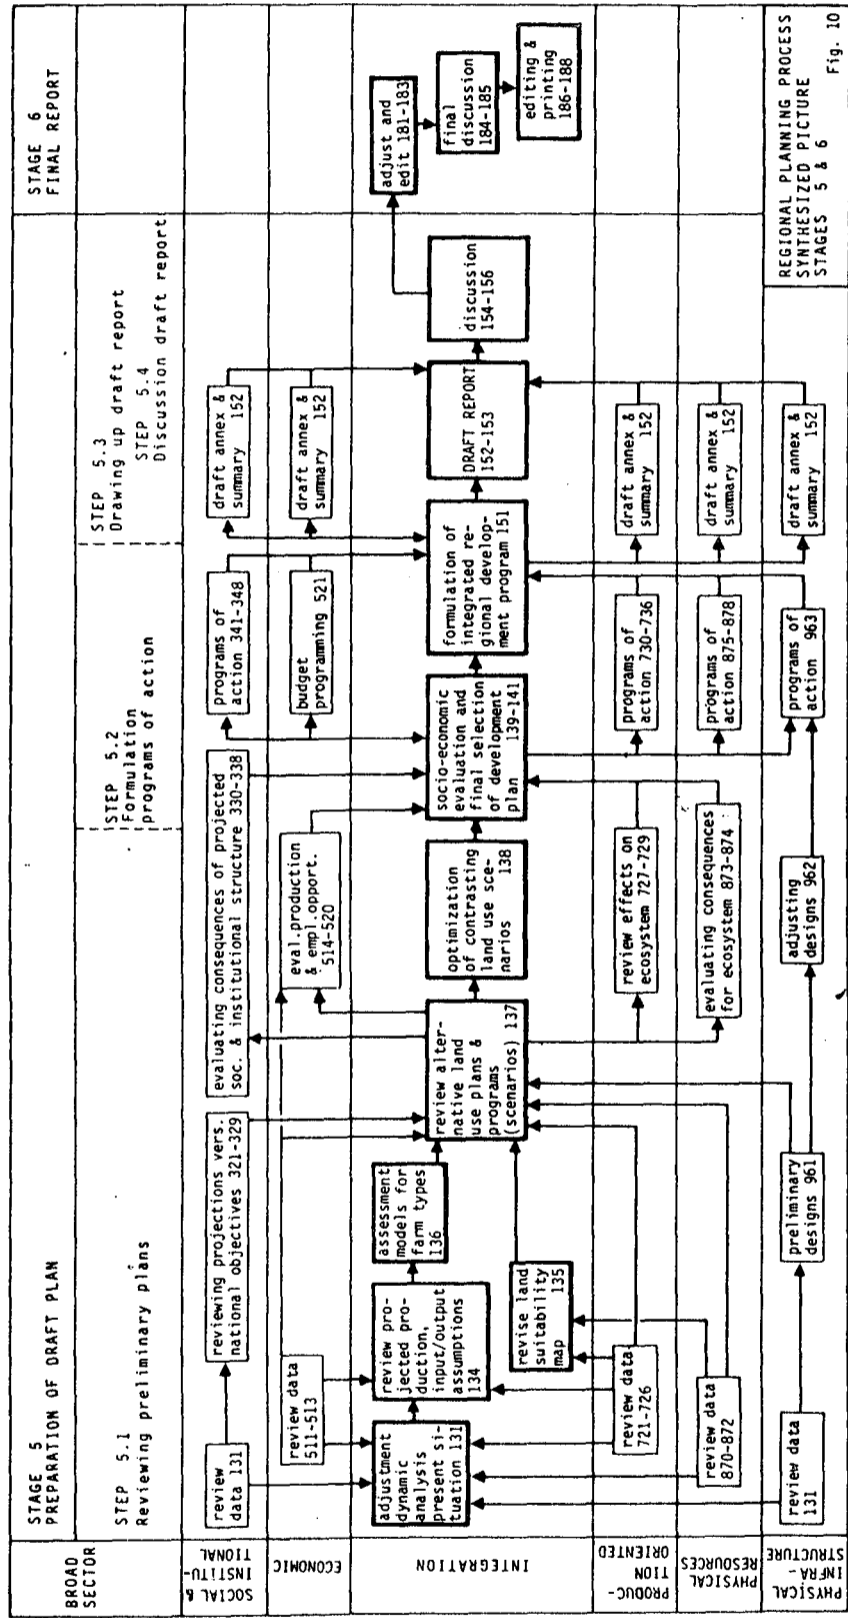 STAGE 5
PREPARATION OF DRAFT PLAN
STAGE 6
FINAL REPORT
STEP 5.1
Reviewing preliminary plans
STEP 5.2
Formulation
programs of action
STEP 5.3
Drawing up draft report
STEP 5.4
Discussion draft report
BROAD
SECTOR
SOCIAL &
INSTITU-
TIONAL
review
data 131
reviewing projections vers.
national objectives 321-329
evaluating consequences of projected
soc. & institutional structure 330-338
programs of
action 341-348
draft annex &
summary 152
ECONOMIC
review data
511-513
eval.production
& empl.opport.
514-520
budget
programming 521
draft annex &
summary 152
INTEGRATION
adjustment
dynamic
analysis
present si-
tuation 131
review pro-
jected pro-
duction,
input/output
assumptions
134
assessment
models for
farm types
136
revise land
suitability
map 135
review alter-
native land
use plans &
programs
(scenarios) 137
optimization
of contrasting
land use sce-
narios 138
socio-economic
evaluation and
final selection
of development
plan 139-141
formulation of
integrated re-
gional develop-
ment program 151
DRAFT REPORT
152-153
discussion
154-156
adjust and
edit 181-183
final
discussion
184-185
editing &
printing
186-188
PRODUC-
TION
ORIENTED
review data
721-726
review effects on
ecosystem 727-729
programs of
action 730-736
draft annex &
summary 152
PHYSICAL
RESOURCES
review data
870-872
evaluating consequences
for ecosystem 873-874
programs of
action 875-878
draft annex &
summary 152
PHYSICAL
INFRA-
STRUCTURE
review data
131
preliminary
designs 961
adjusting
designs 962
programs of
action 963
draft annex &
summary 152
REGIONAL PLANNING PROCESS
SYNTHESIZED PICTURE
STAGES 5 & 6
Fig. 10